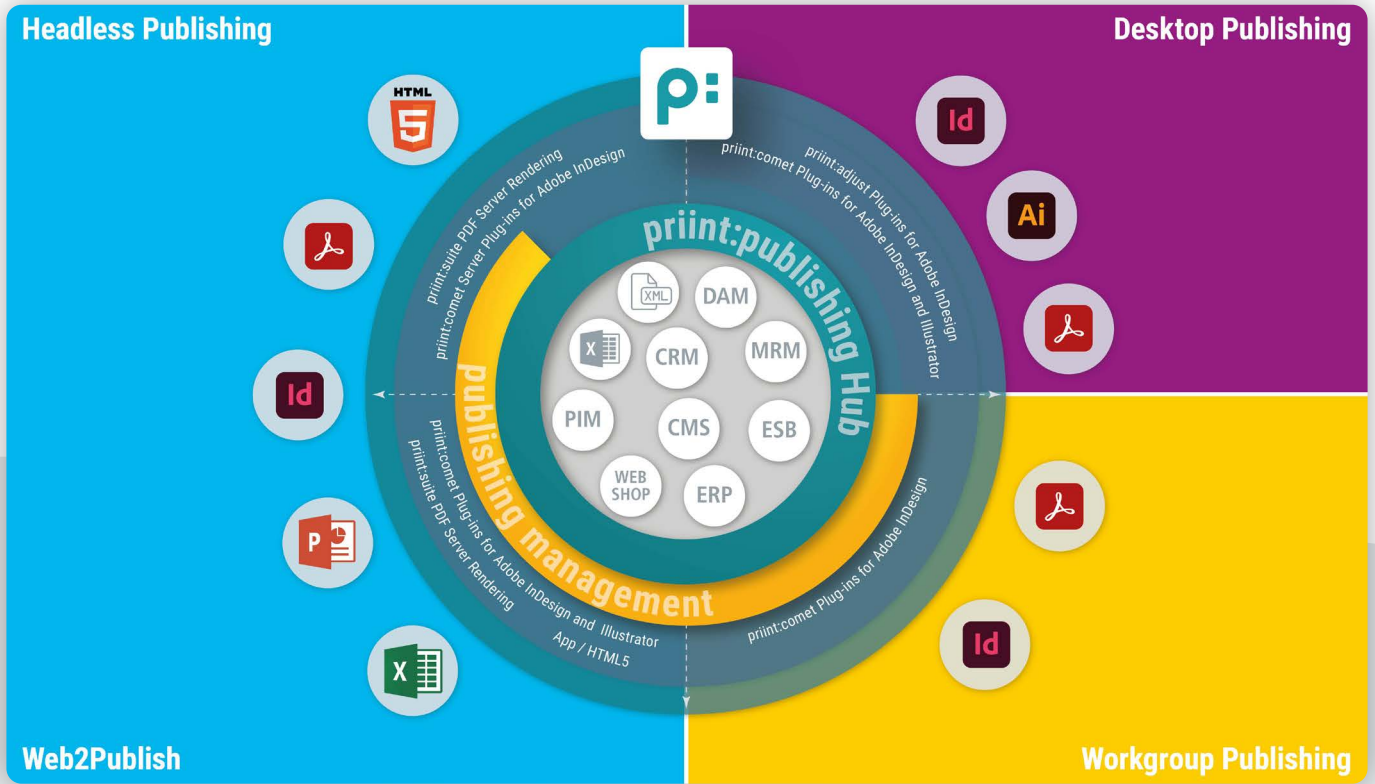 Headless Publishing
Desktop Publishing
HTML
5
p:
Id
Ai
Id
P
X
Id
priint:suite PDF Server Rendering
priint:comet Server Plug-ins for Adobe InDesign
priint:adjust Plug-ins for Adobe InDesign
priint:comet Plug-ins for Adobe InDesign and Illustrator
priint:publishing Hub
XML
DAM
X
CRM
MRM
PIM
CMS
ESB
WEB
SHOP
ERP
publishing management
priint:comet Plug-ins for Adobe InDesign and Illustrator
priint:suite PDF Server Rendering
App / HTML5
priint:comet Plug-ins for Adobe InDesign
Web2Publish
Workgroup Publishing